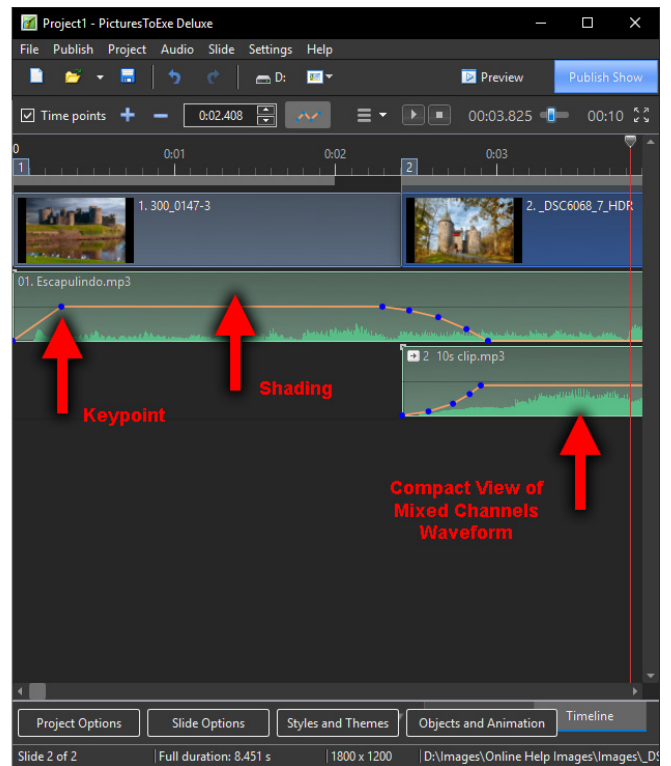 Project1 - PicturesToExe Deluxe
File Publish Project Audio Slide Settings Help
D: Preview Publish Show
Time points 0:02.408 00:03.825 00:10
0 0:01 0:02 0:03
1 2
1. 300_0147-3 2. _DSC6068_7_HDR
01. Escapulindo.mp3
2 10s clip.mp3
Shading
Keypoint
Compact View of
Mixed Channels
Waveform
Project Options Slide Options Styles and Themes Objects and Animation Timeline
Slide 2 of 2 Full duration: 8.451 s 1800 x 1200 D:\Images\Online Help Images\Images\_DS